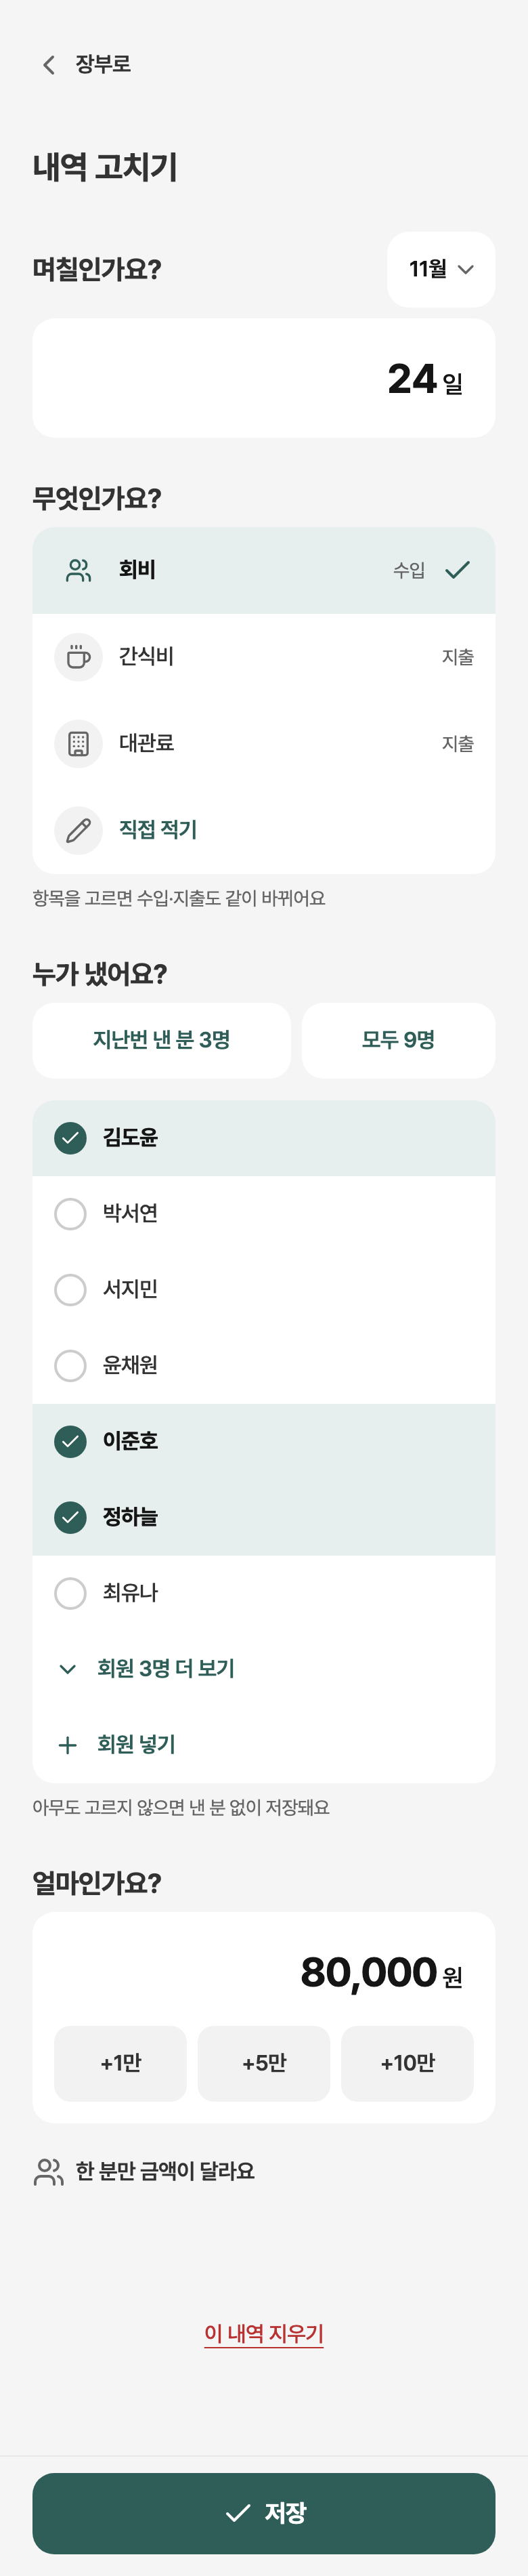 장부로
내역 고치기
며칠인가요?
11월
24 일
무엇인가요?
회비 수입
간식비 지출
대관료 지출
직접 적기
항목을 고르면 수입·지출도 같이 바뀌어요
누가 냈어요?
지난번 낸 분 3명 모두 9명
김도윤
박서연
서지민
윤채원
이준호
정하늘
최유나
회원 3명 더 보기
회원 넣기
아무도 고르지 않으면 낸 분 없이 저장돼요
얼마인가요?
80,000 원
+1만 +5만 +10만
한 분만 금액이 달라요
이 내역 지우기
저장